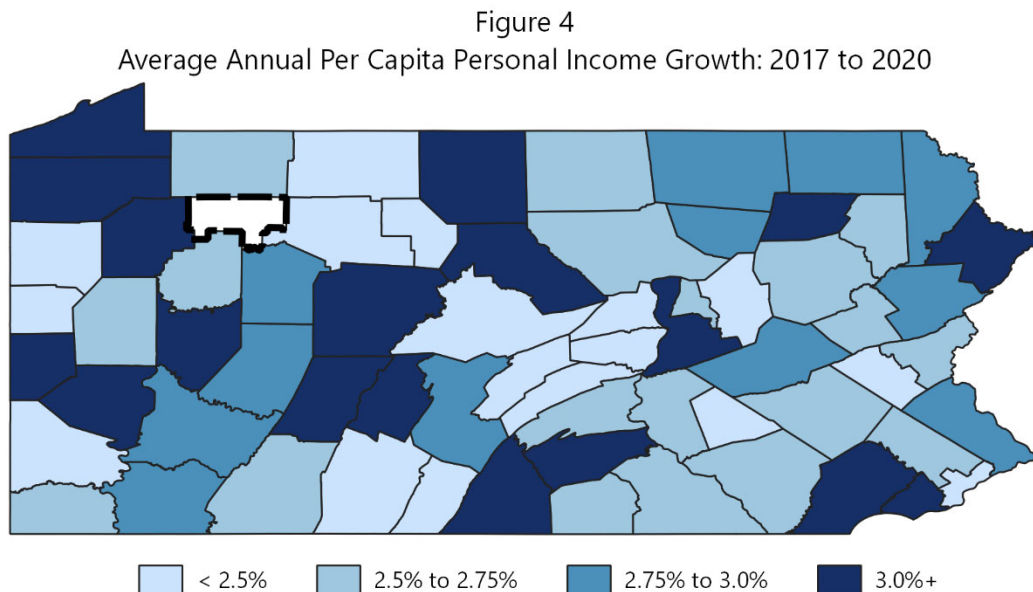 Figure 4
Average Annual Per Capita Personal Income Growth: 2017 to 2020
< 2.5% 2.5% to 2.75% 2.75% to 3.0% 3.0%+